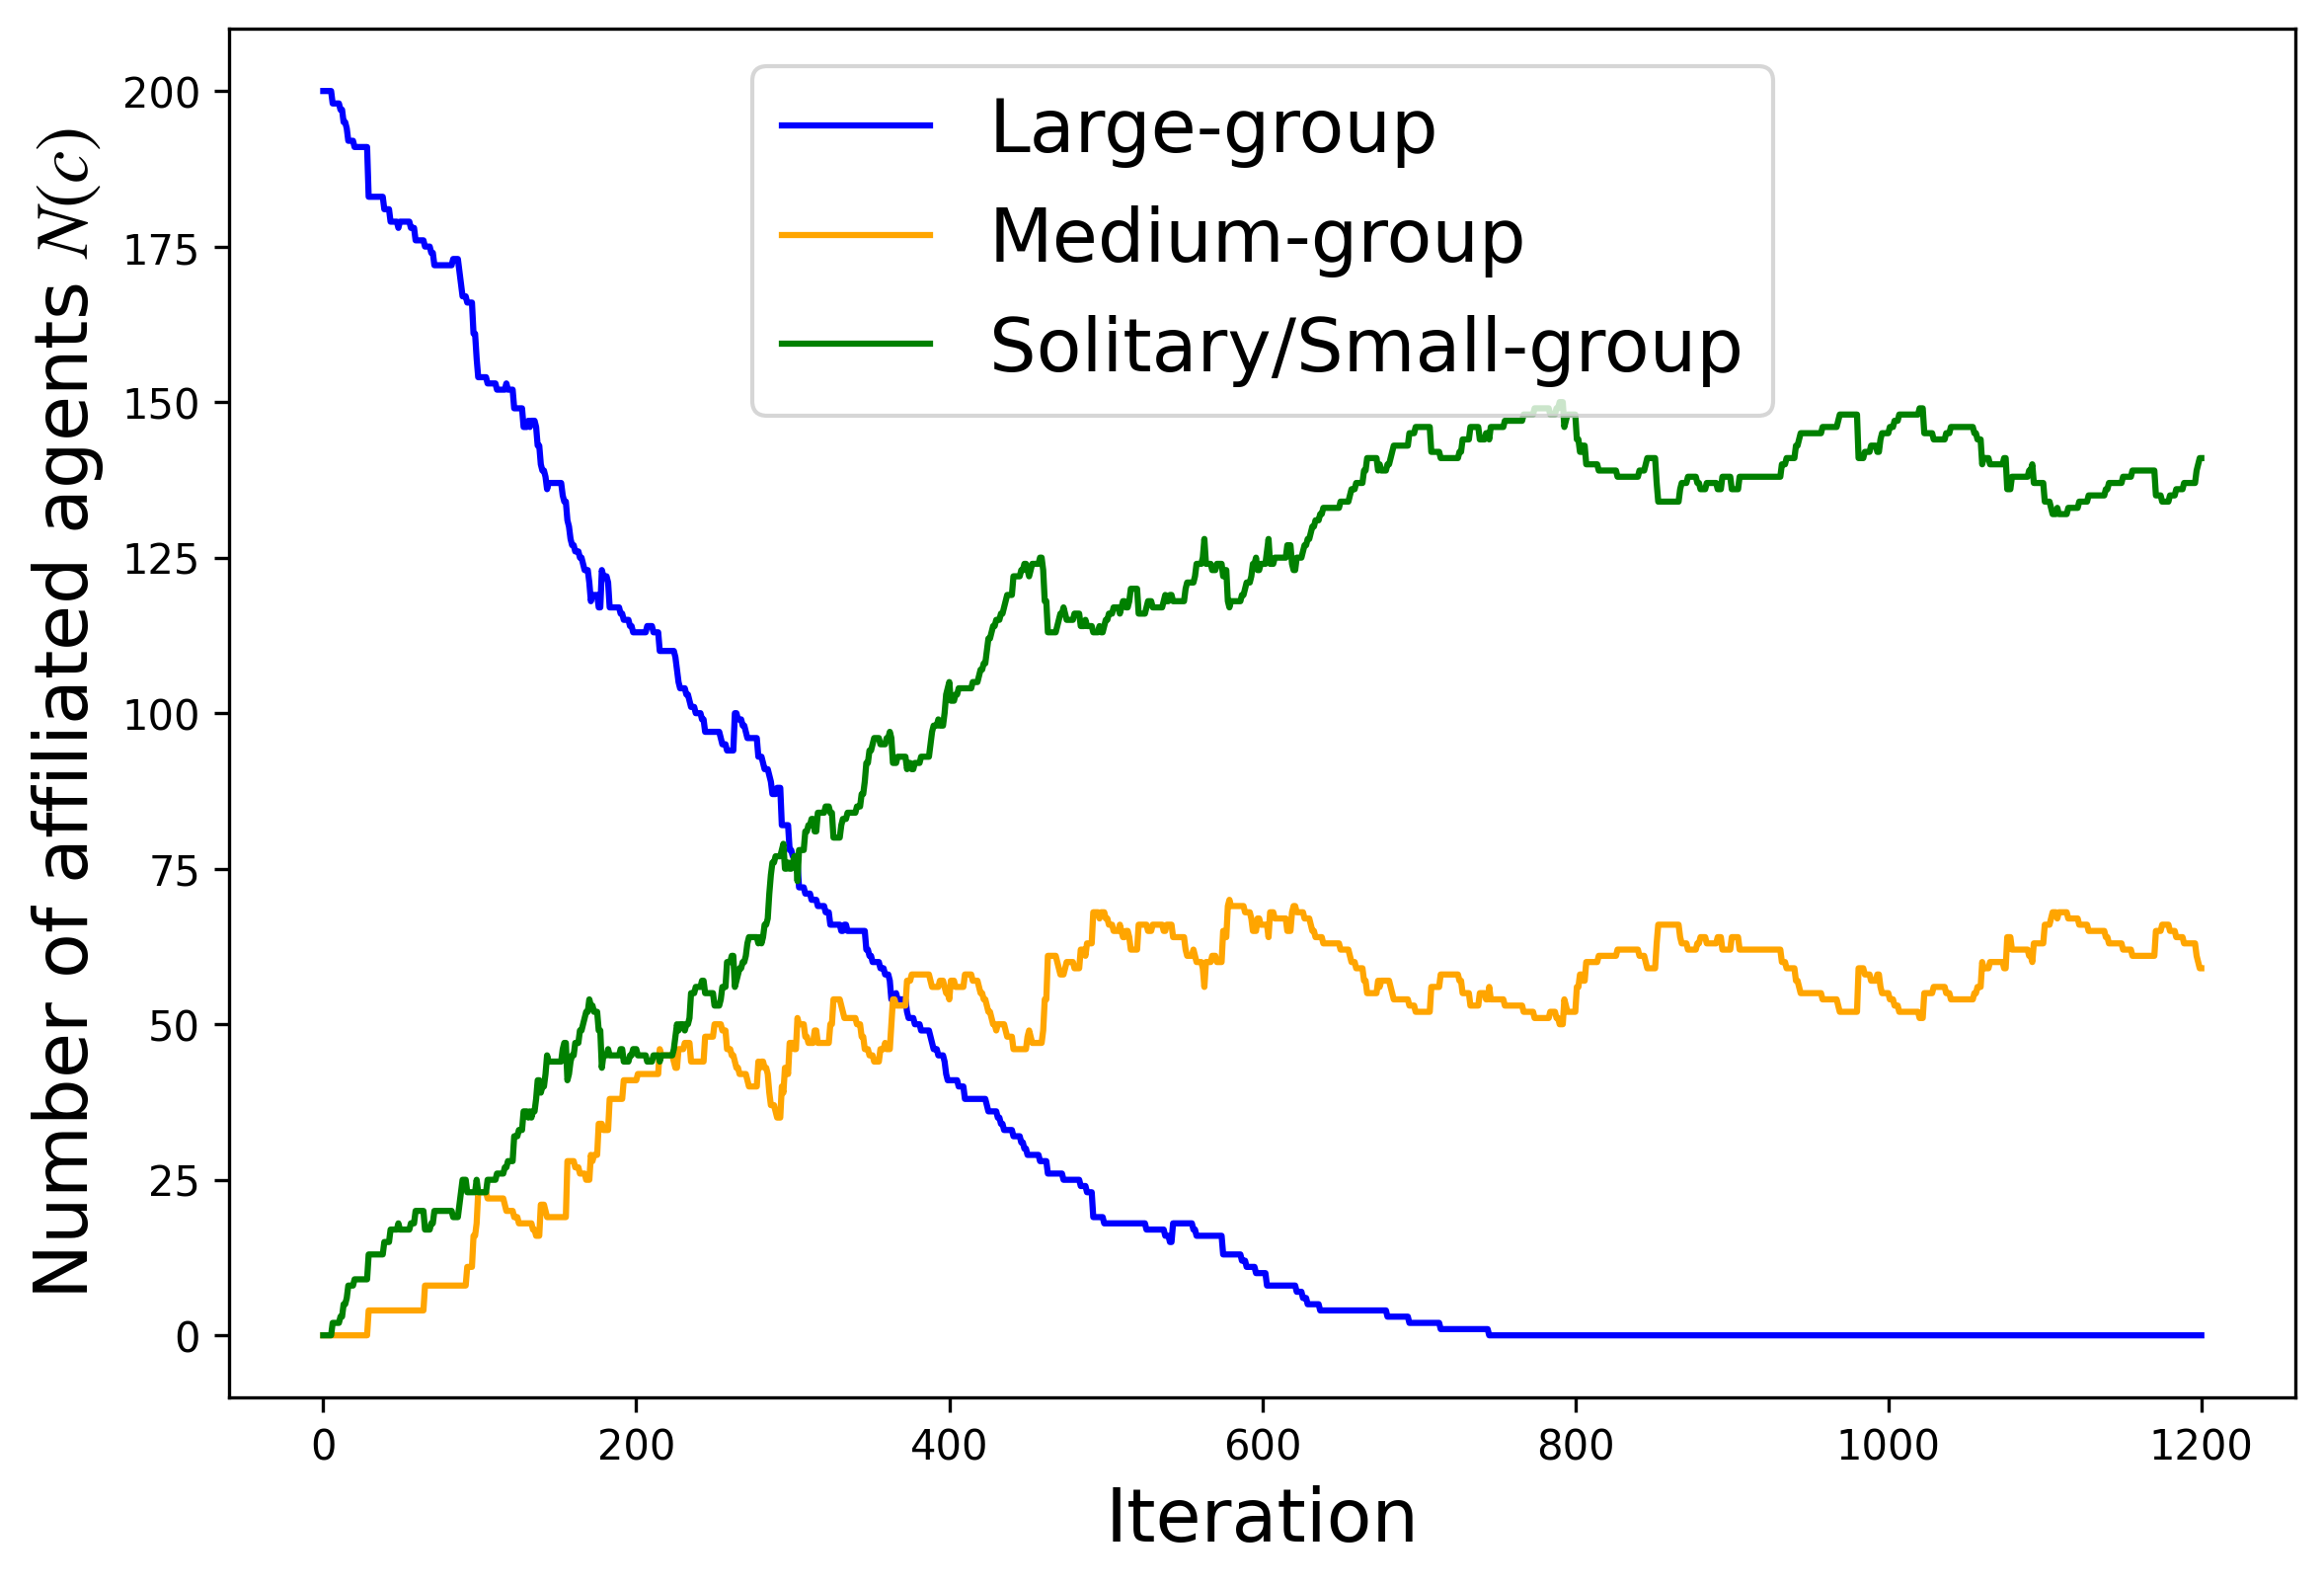 Number of affiliated agents N(c)
200
175
150
125
100
75
50
25
0
Large-group
Medium-group
Solitary/Small-group
0 200 400 600 800 1000 1200
Iteration